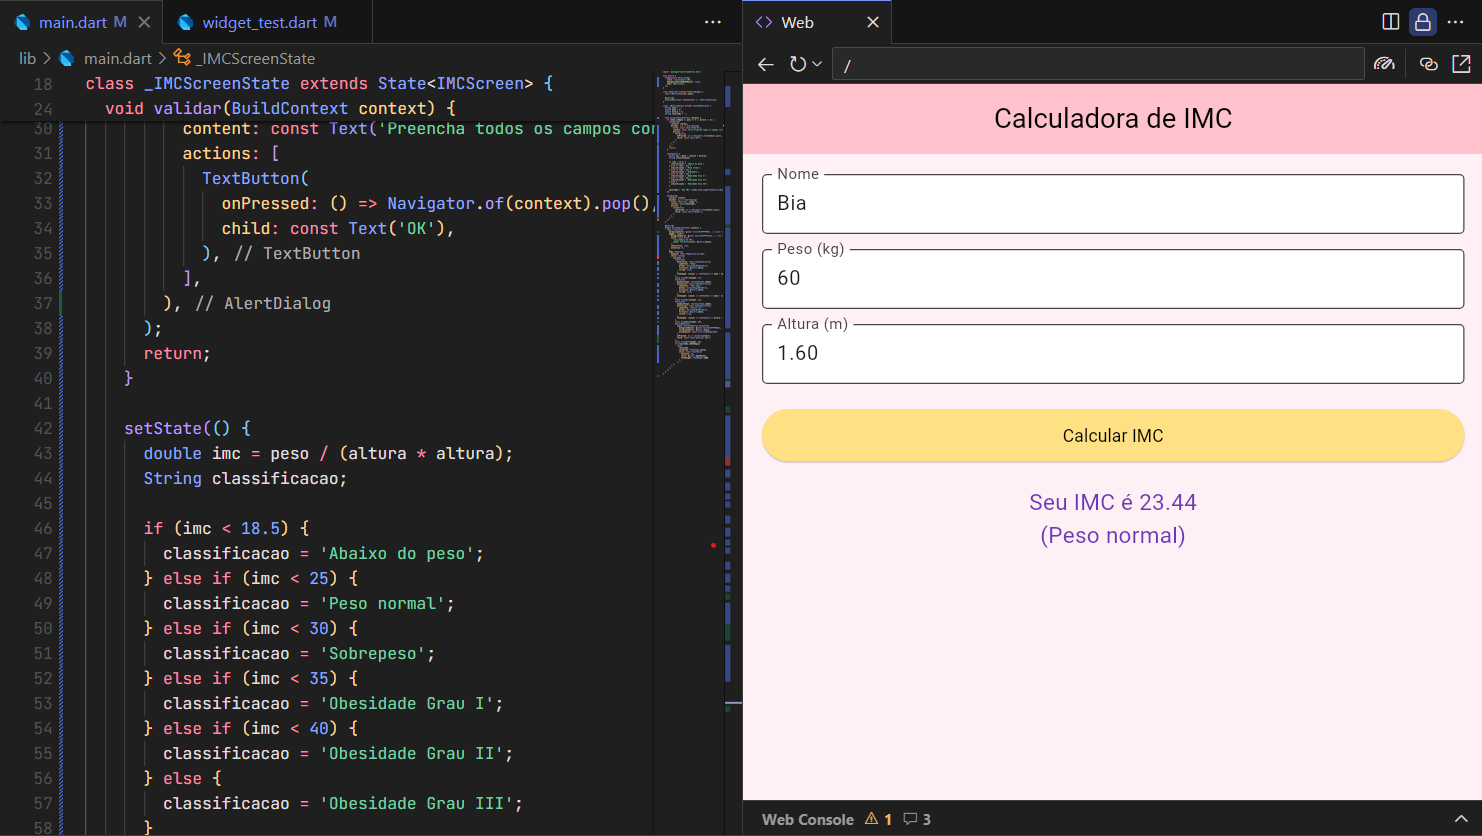 main.dart M
widget_test.dart M
lib > main.dart > _IMCScreenState
18 class _IMCScreenState extends State<IMCScreen> {
24 void validar(BuildContext context) {
30 content: const Text('Preencha todos os campos cor
31 actions: [
32 TextButton(
33 onPressed: () => Navigator.of(context).pop(),
34 child: const Text('OK'),
35 ), // TextButton
36 ],
37 ), // AlertDialog
38 );
39 return;
40 }
41
42 setState(() {
43 double imc = peso / (altura * altura);
44 String classificacao;
45
46 if (imc < 18.5) {
47 classificacao = 'Abaixo do peso';
48 } else if (imc < 25) {
49 classificacao = 'Peso normal';
50 } else if (imc < 30) {
51 classificacao = 'Sobrepeso';
52 } else if (imc < 35) {
53 classificacao = 'Obesidade Grau I';
54 } else if (imc < 40) {
55 classificacao = 'Obesidade Grau II';
56 } else {
57 classificacao = 'Obesidade Grau III';
58 }
Web
/
Calculadora de IMC
Nome
Bia
Peso (kg)
60
Altura (m)
1.60
Calcular IMC
Seu IMC é 23.44
(Peso normal)
Web Console 1 3